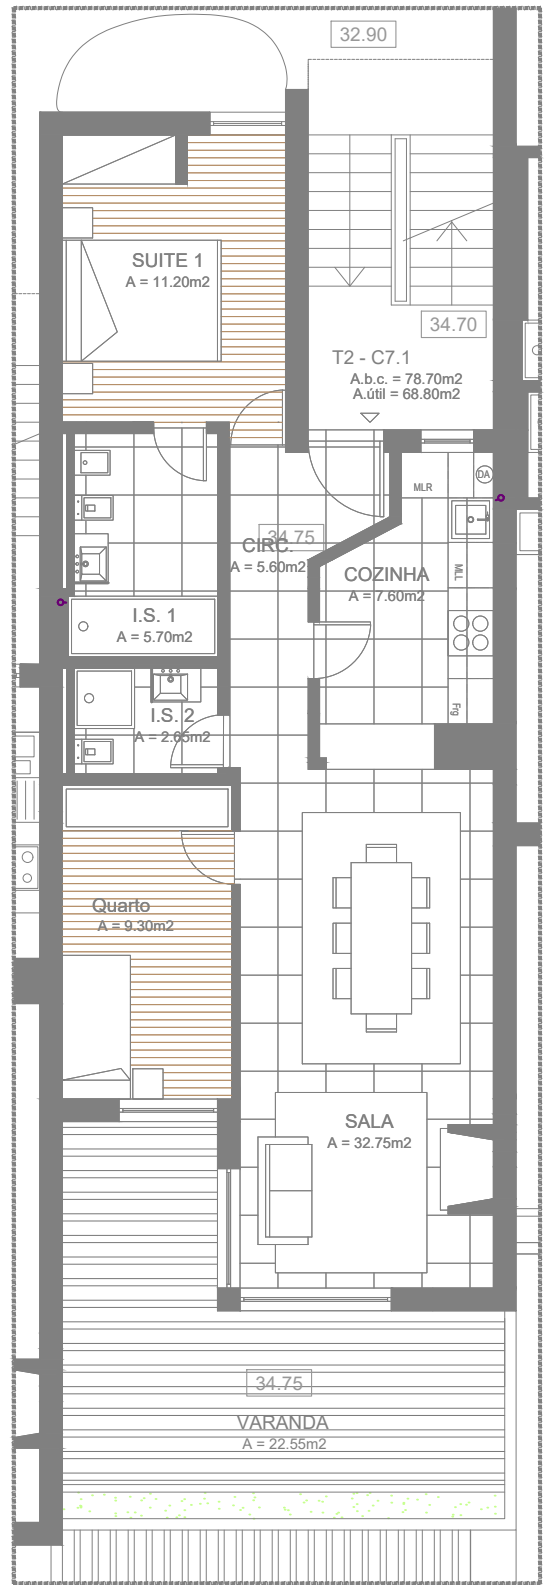 32.90
SUITE 1
A = 11.20m2
34.70
T2 - C7.1
A.b.c. = 78.70m2
A.útil = 68.80m2
DA
MLR
34.75
CIRC.
A = 5.60m2
COZINHA
A = 7.60m2
MLL
I.S. 1
A = 5.70m2
Frg
I.S. 2
A = 2.65m2
Quarto
A = 9.30m2
SALA
A = 32.75m2
34.75
VARANDA
A = 22.55m2